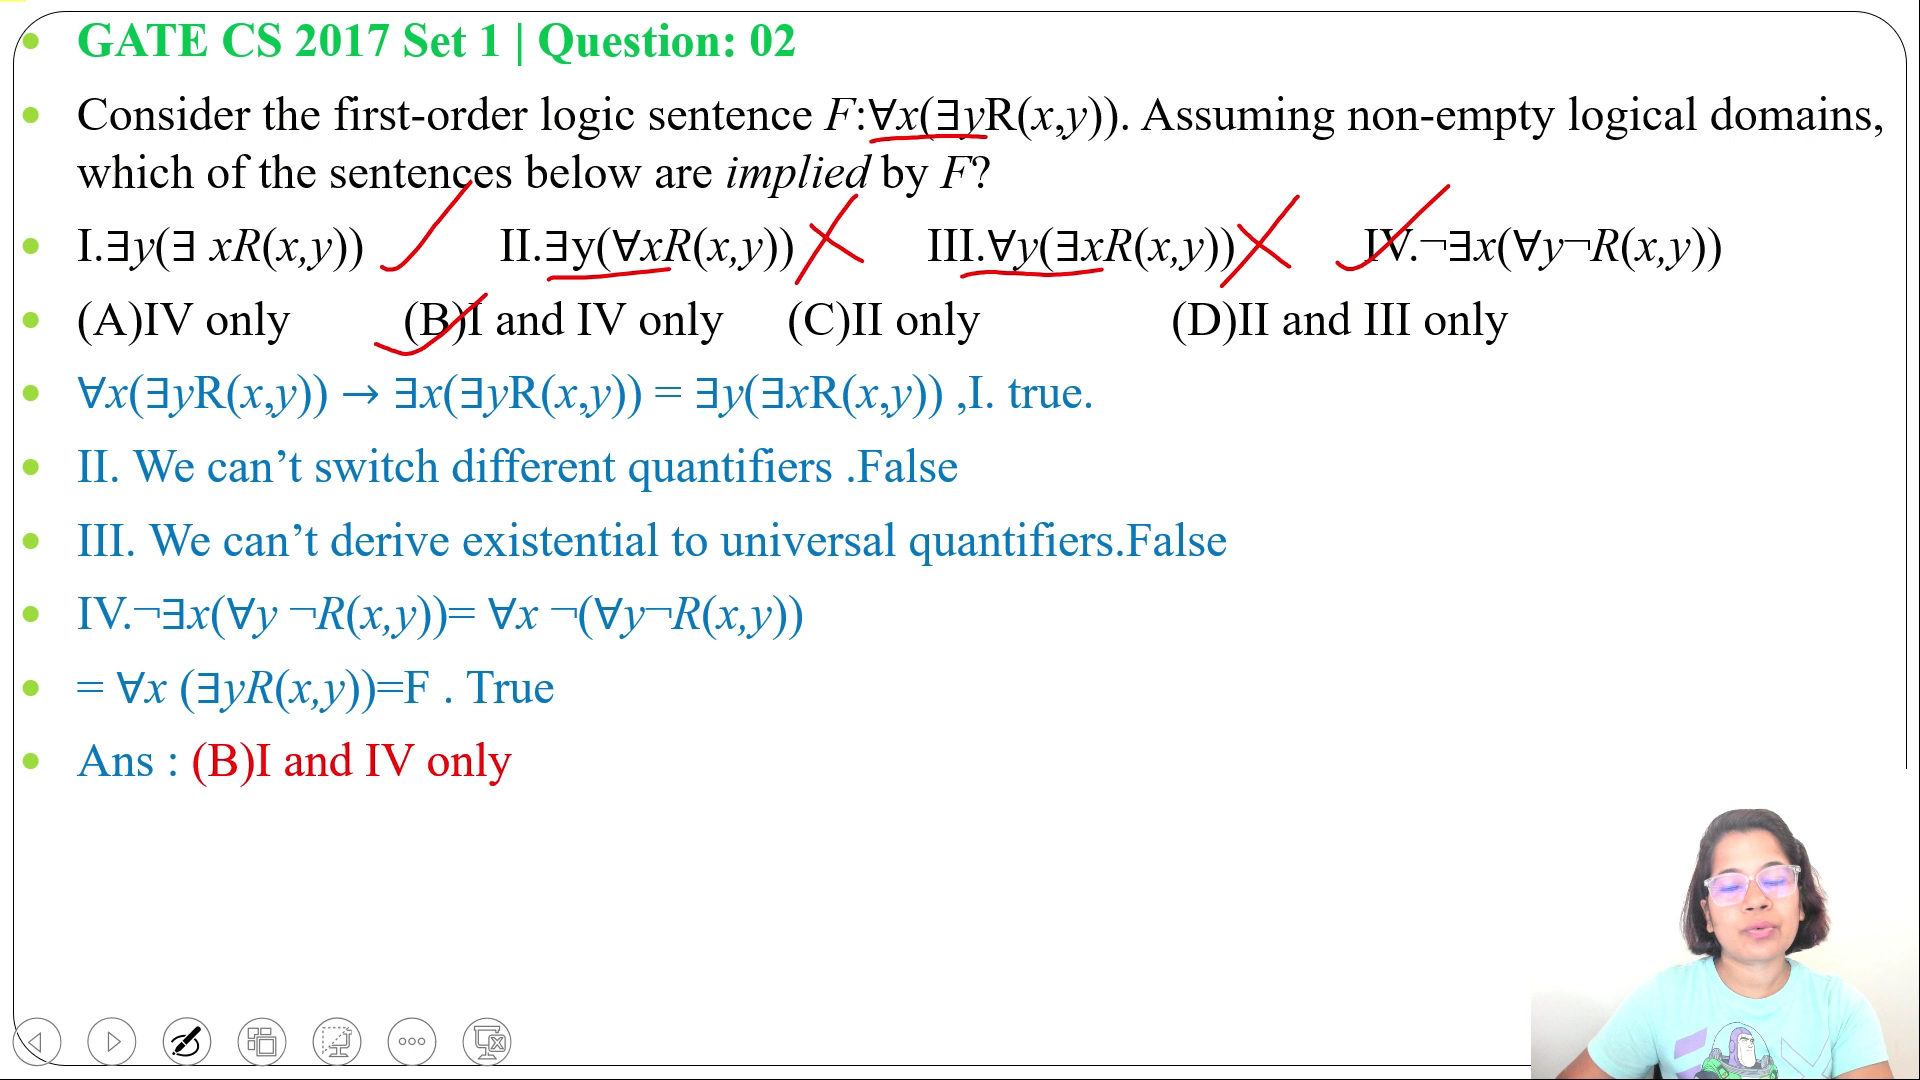 GATE CS 2017 Set 1 | Question: 02
Consider the first-order logic sentence F:∀x(∃yR(x,y)). Assuming non-empty logical domains,
which of the sentences below are implied by F?
I.∃y(∃ xR(x,y)) II.∃y(∀xR(x,y)) III.∀y(∃xR(x,y)) IV.¬∃x(∀y¬R(x,y))
(A)IV only (B)I and IV only (C)II only (D)II and III only
∀x(∃yR(x,y)) → ∃x(∃yR(x,y)) = ∃y(∃xR(x,y)) ,I. true.
II. We can’t switch different quantifiers .False
III. We can’t derive existential to universal quantifiers.False
IV.¬∃x(∀y ¬R(x,y))= ∀x ¬(∀y¬R(x,y))
= ∀x (∃yR(x,y))=F . True
Ans : (B)I and IV only